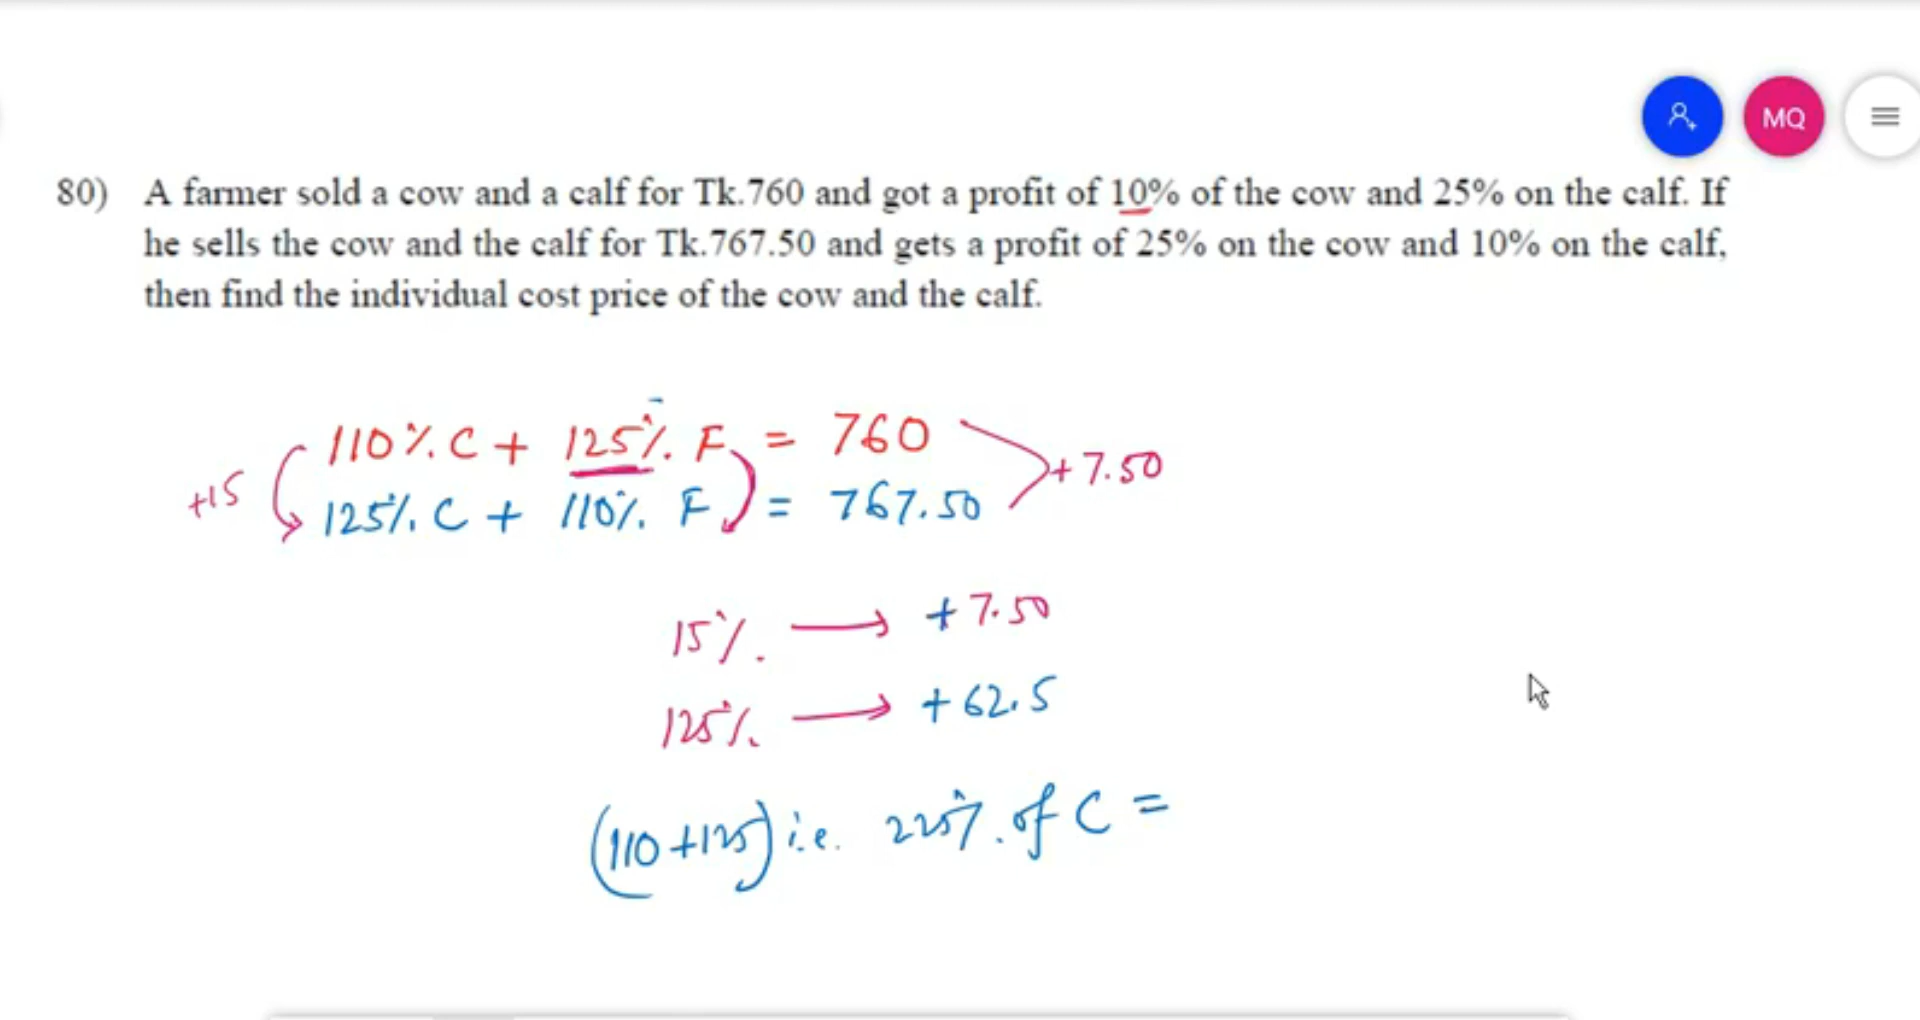 MQ
80) A farmer sold a cow and a calf for Tk.760 and got a profit of 10% of the cow and 25% on the calf. If
he sells the cow and the calf for Tk.767.50 and gets a profit of 25% on the cow and 10% on the calf,
then find the individual cost price of the cow and the calf.
110% C + 125% F = 760
+7.50
+15
125% C + 110% F = 767.50
15% → +7.50
125% → +62.5
(110+125) i.e. 225% of C =